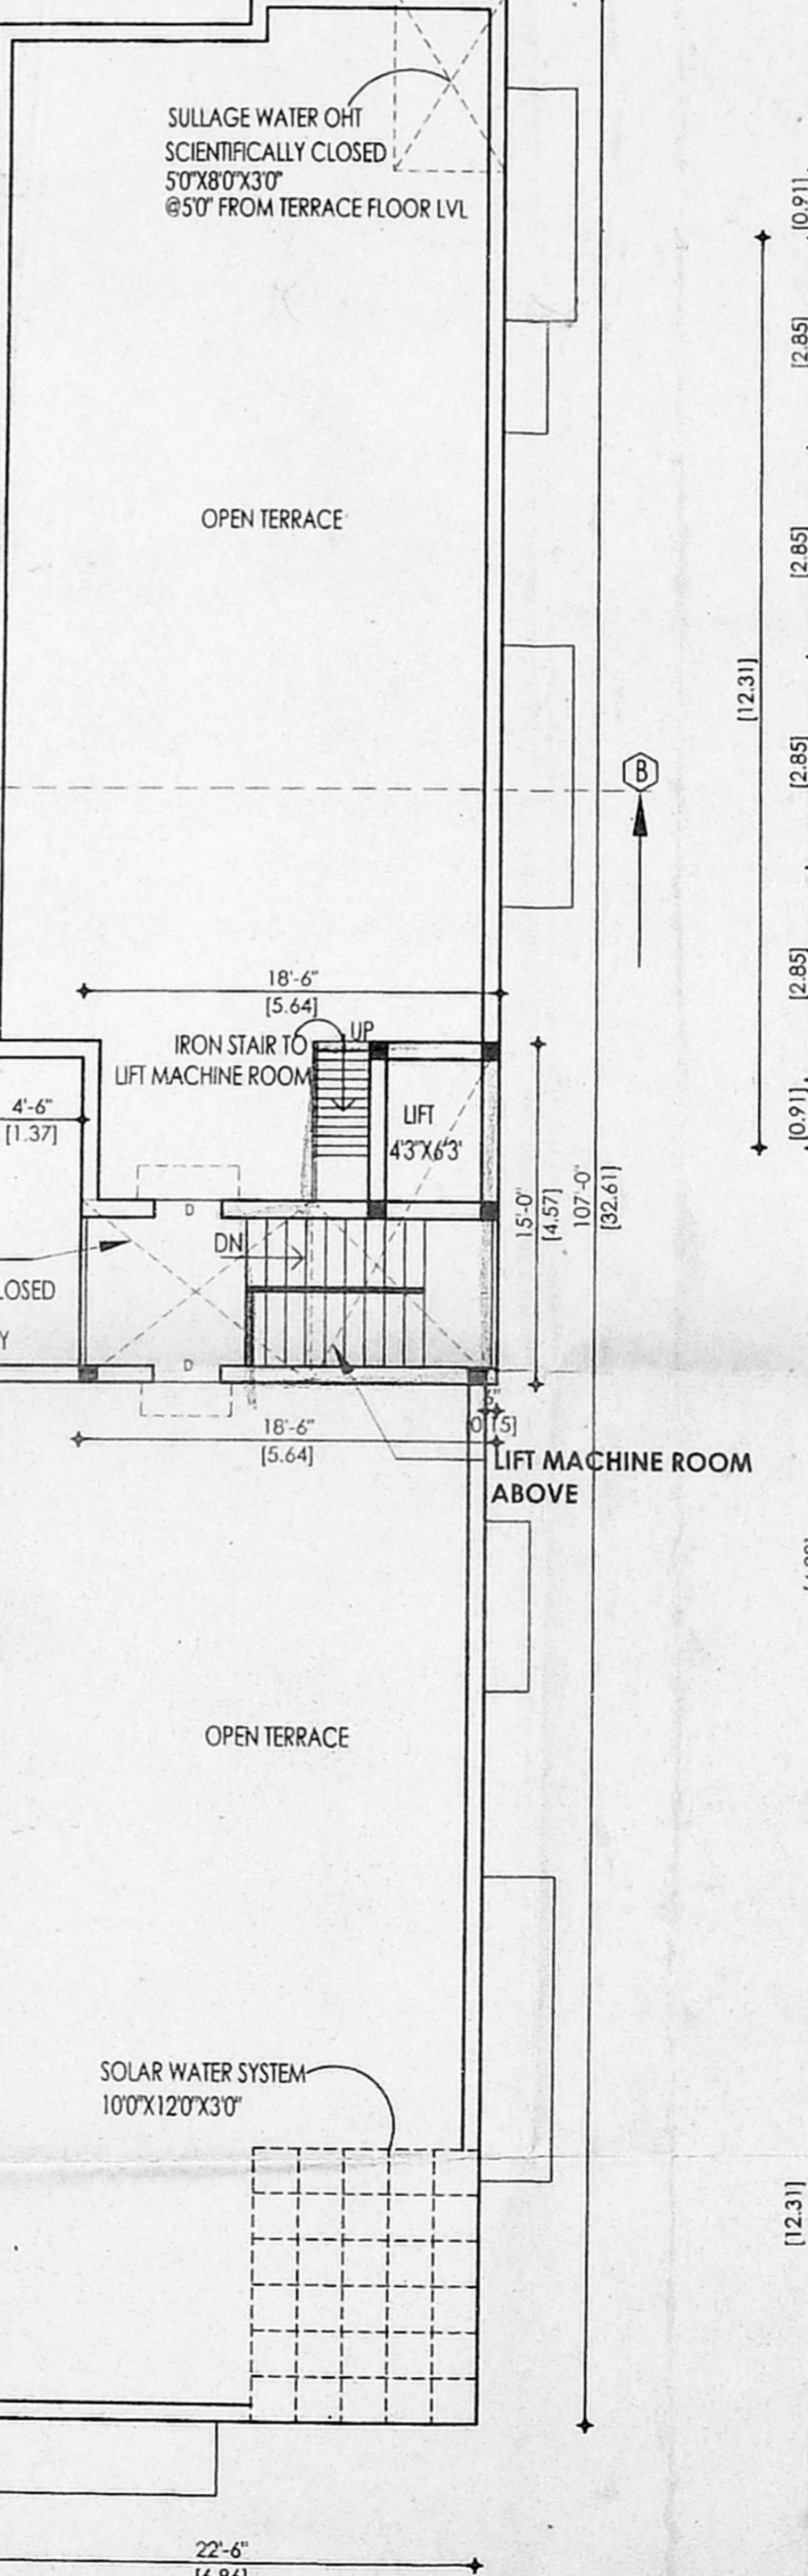 SULLAGE WATER OHT
SCIENTIFICALLY CLOSED
5'0"X8'0"X3'0"
@5'0" FROM TERRACE FLOOR LVL
[0.91]
[2.85]
OPEN TERRACE
[2.85]
[12.31]
[2.85]
B
[2.85]
18'-6"
[5.64]
UP
IRON STAIR TO
LIFT MACHINE ROOM
LIFT
4'3"X6'3'
4'-6"
[1.37]
[0.91]
15'-0"
[4.57]
107'-0"
[32.61]
D
DN
LOSED
Y
D
18'-6"
[5.64]
LIFT MACHINE ROOM
ABOVE
OPEN TERRACE
SOLAR WATER SYSTEM
10'0"X12'0"X3'0"
[12.31]
22'-6"